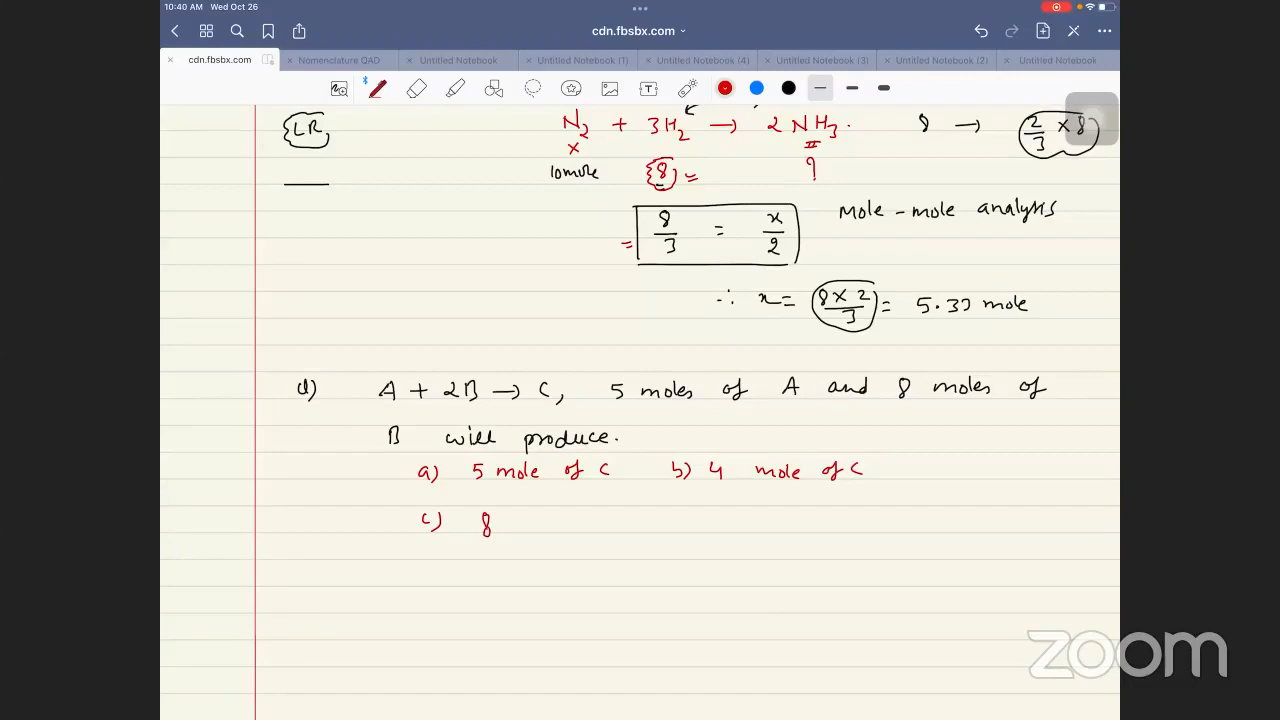 10:40 AM Wed Oct 26
cdn.fbsbx.com
cdn.fbsbx.com Nomenclature QAD Untitled Notebook Untitled Notebook (1) Untitled Notebook (4) Untitled Notebook (3) Untitled Notebook (2) Untitled Notebook
LR N₂ + 3H₂ → 2NH₃. 8 → 2/3 × 8
x
10mole 8 = ?
= 8/3 = x/2 Mole - mole analysis
∴ x = 8 × 2/3 = 5.33 mole
Q) A + 2B → C, 5 moles of A and 8 moles of
B will produce.
a) 5 mole of C b) 4 mole of C
c) 8
zoom